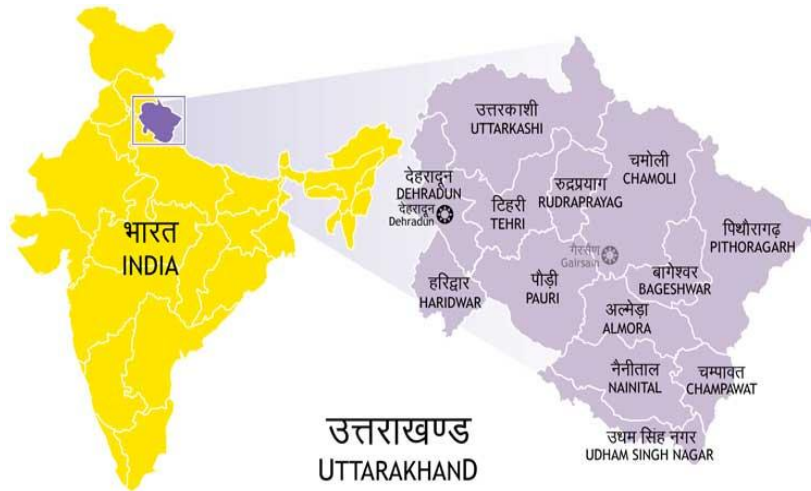 भारत
INDIA
उत्तरकाशी
UTTARKASHI
चमोली
CHAMOLI
देहरादून
DEHRADUN
देहरादून
Dehradun
टिहरी
TEHRI
रुद्रप्रयाग
RUDRAPRAYAG
पिथौरागढ़
PITHORAGARH
हरिद्वार
HARIDWAR
पौड़ी
PAURI
गैरसैण
Gairsain
बागेश्वर
BAGESHWAR
अल्मोड़ा
ALMORA
नैनीताल
NAINITAL
चम्पावत
CHAMPAWAT
उधम सिंह नगर
UDHAM SINGH NAGAR
उत्तराखण्ड
UTTARAKHAND